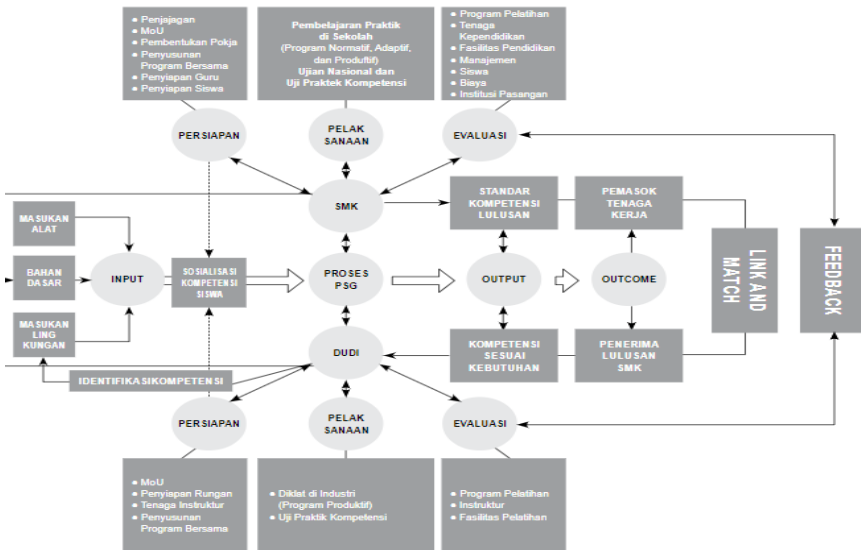 ● Penjajagan
● MoU
● Pembentukan Pokja
● Penyusunan
Program Bersama
● Penyiapan Guru
● Penyiapan Siswa
Pembelajaran Praktik
di Sekolah
(Program Normatif, Adaptif,
dan Produftif)
Ujian Nasional dan
Uji Praktek Kompetensi
● Program Pelatihan
● Tenaga
Kependidikan
● Fasilitas Pendidikan
● Manajemen
● Siswa
● Biaya
● Institusi Pasangan
PERSIAPAN
PELAK
SANAAN
EVALUASI
SMK
STANDAR
KOMPETENSI
LULUSAN
PEMASOK
TENAGA
KERJA
MASUKAN
ALAT
BAHAN
DASAR
MASUKAN
LING
KUNGAN
INPUT
SOSIALISASI
KOMPETENSI
SISWA
PROSES
PSG
OUTPUT
OUTCOME
LINK AND
MATCH
FEEDBACK
DUDI
KOMPETENSI
SESUAI
KEBUTUHAN
PENERIMA
LULUSAN
SMK
IDENTIFIKASIKOMPETENSI
PERSIAPAN
PELAK
SANAAN
EVALUASI
● MoU
● Penyiapan Rungan
● Tenaga Instruktur
● Penyusunan
Program Bersama
● Diklat di Industri
(Program Produktif)
● Uji Praktik Kompetensi
● Program Pelatihan
● Instruktur
● Fasilitas Pelatihan